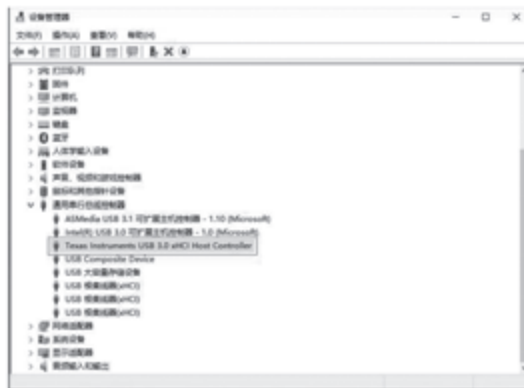 设备管理器
文件(F) 操作(A) 查看(V) 帮助(H)
打印队列
固件
计算机
监视器
键盘
蓝牙
人体学输入设备
软件设备
声音、视频和游戏控制器
鼠标和其他指针设备
通用串行总线控制器
ASMedia USB 3.1 可扩展主机控制器 - 1.10 (Microsoft)
Intel(R) USB 3.0 可扩展主机控制器 - 1.0 (Microsoft)
Texas Instruments USB 3.0 xHCI Host Controller
USB Composite Device
USB 大容量存储设备
USB 根集线器(xHCI)
USB 根集线器(xHCI)
USB 根集线器(xHCI)
网络适配器
系统设备
显示适配器
音频输入和输出